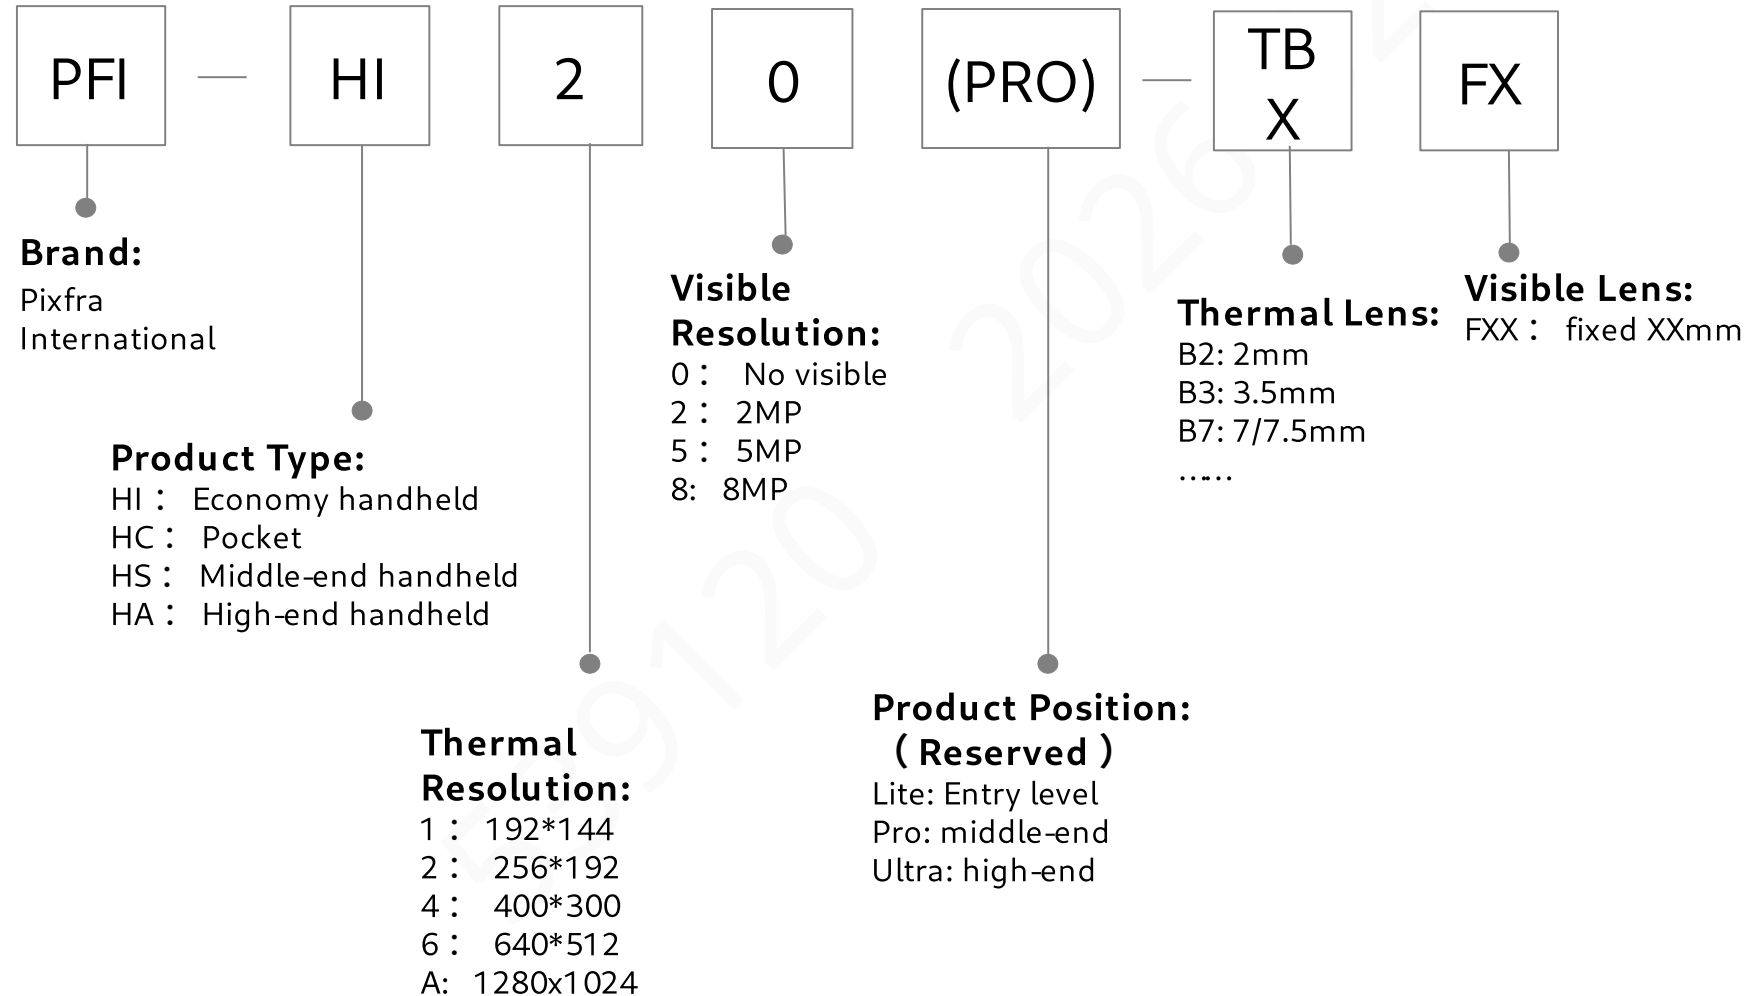 PFI — HI 2 0 (PRO) — TB
X FX
Brand:
Pixfra
International
Product Type:
HI： Economy handheld
HC： Pocket
HS： Middle-end handheld
HA： High-end handheld
Thermal
Resolution:
1： 192*144
2： 256*192
4： 400*300
6： 640*512
A: 1280x1024
Visible
Resolution:
0： No visible
2： 2MP
5： 5MP
8: 8MP
Product Position:
（Reserved）
Lite: Entry level
Pro: middle-end
Ultra: high-end
Thermal Lens:
B2: 2mm
B3: 3.5mm
B7: 7/7.5mm
……
Visible Lens:
FXX： fixed XXmm